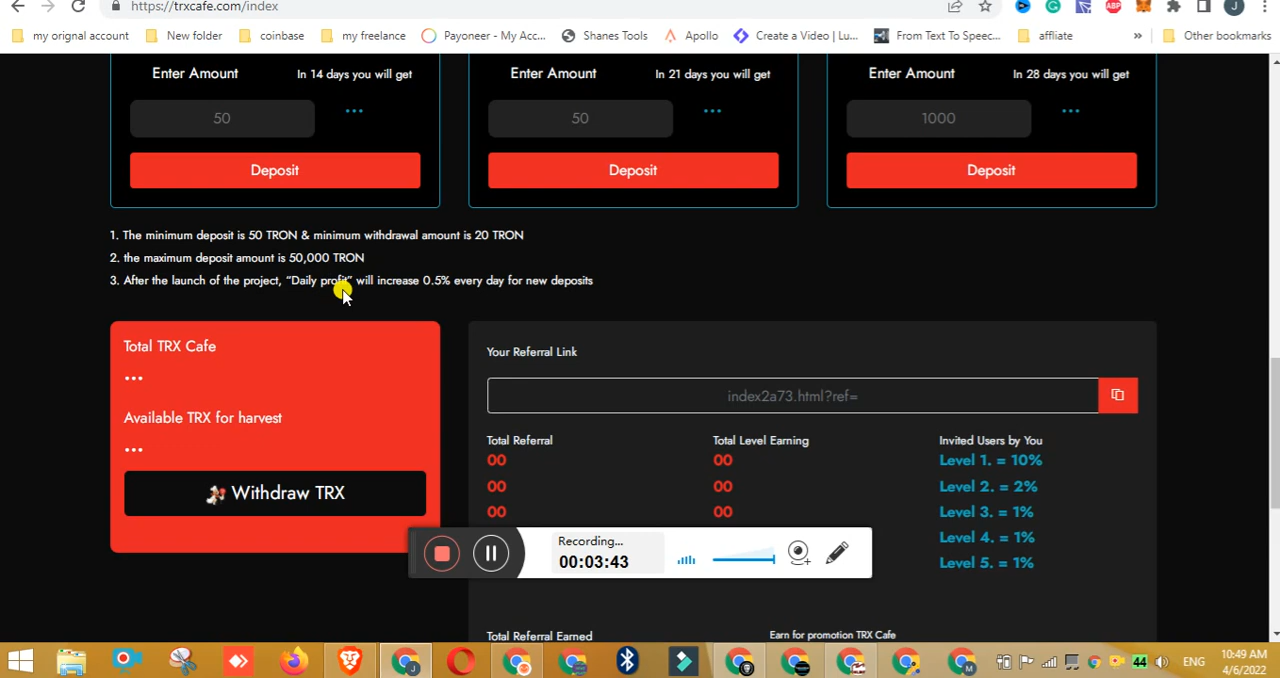 https://trxcafe.com/index
my orignal account New folder coinbase my freelance Payoneer - My Acc... Shanes Tools Apollo Create a Video | Lu... From Text To Speec... affliate » Other bookmarks
Enter Amount In 14 days you will get Enter Amount In 21 days you will get Enter Amount In 28 days you will get
50 ... 50 ... 1000 ...
Deposit Deposit Deposit
1. The minimum deposit is 50 TRON & minimum withdrawal amount is 20 TRON
2. the maximum deposit amount is 50,000 TRON
3. After the launch of the project, “Daily profit” will increase 0.5% every day for new deposits
Total TRX Cafe
...
Available TRX for harvest
...
Withdraw TRX
Your Referral Link
index2a73.html?ref=
Total Referral Total Level Earning Invited Users by You
00 00 Level 1. = 10%
00 00 Level 2. = 2%
00 00 Level 3. = 1%
Level 4. = 1%
Level 5. = 1%
Recording...
00:03:43
Total Referral Earned Earn for promotion TRX Cafe
44 ENG 10:49 AM
4/6/2022